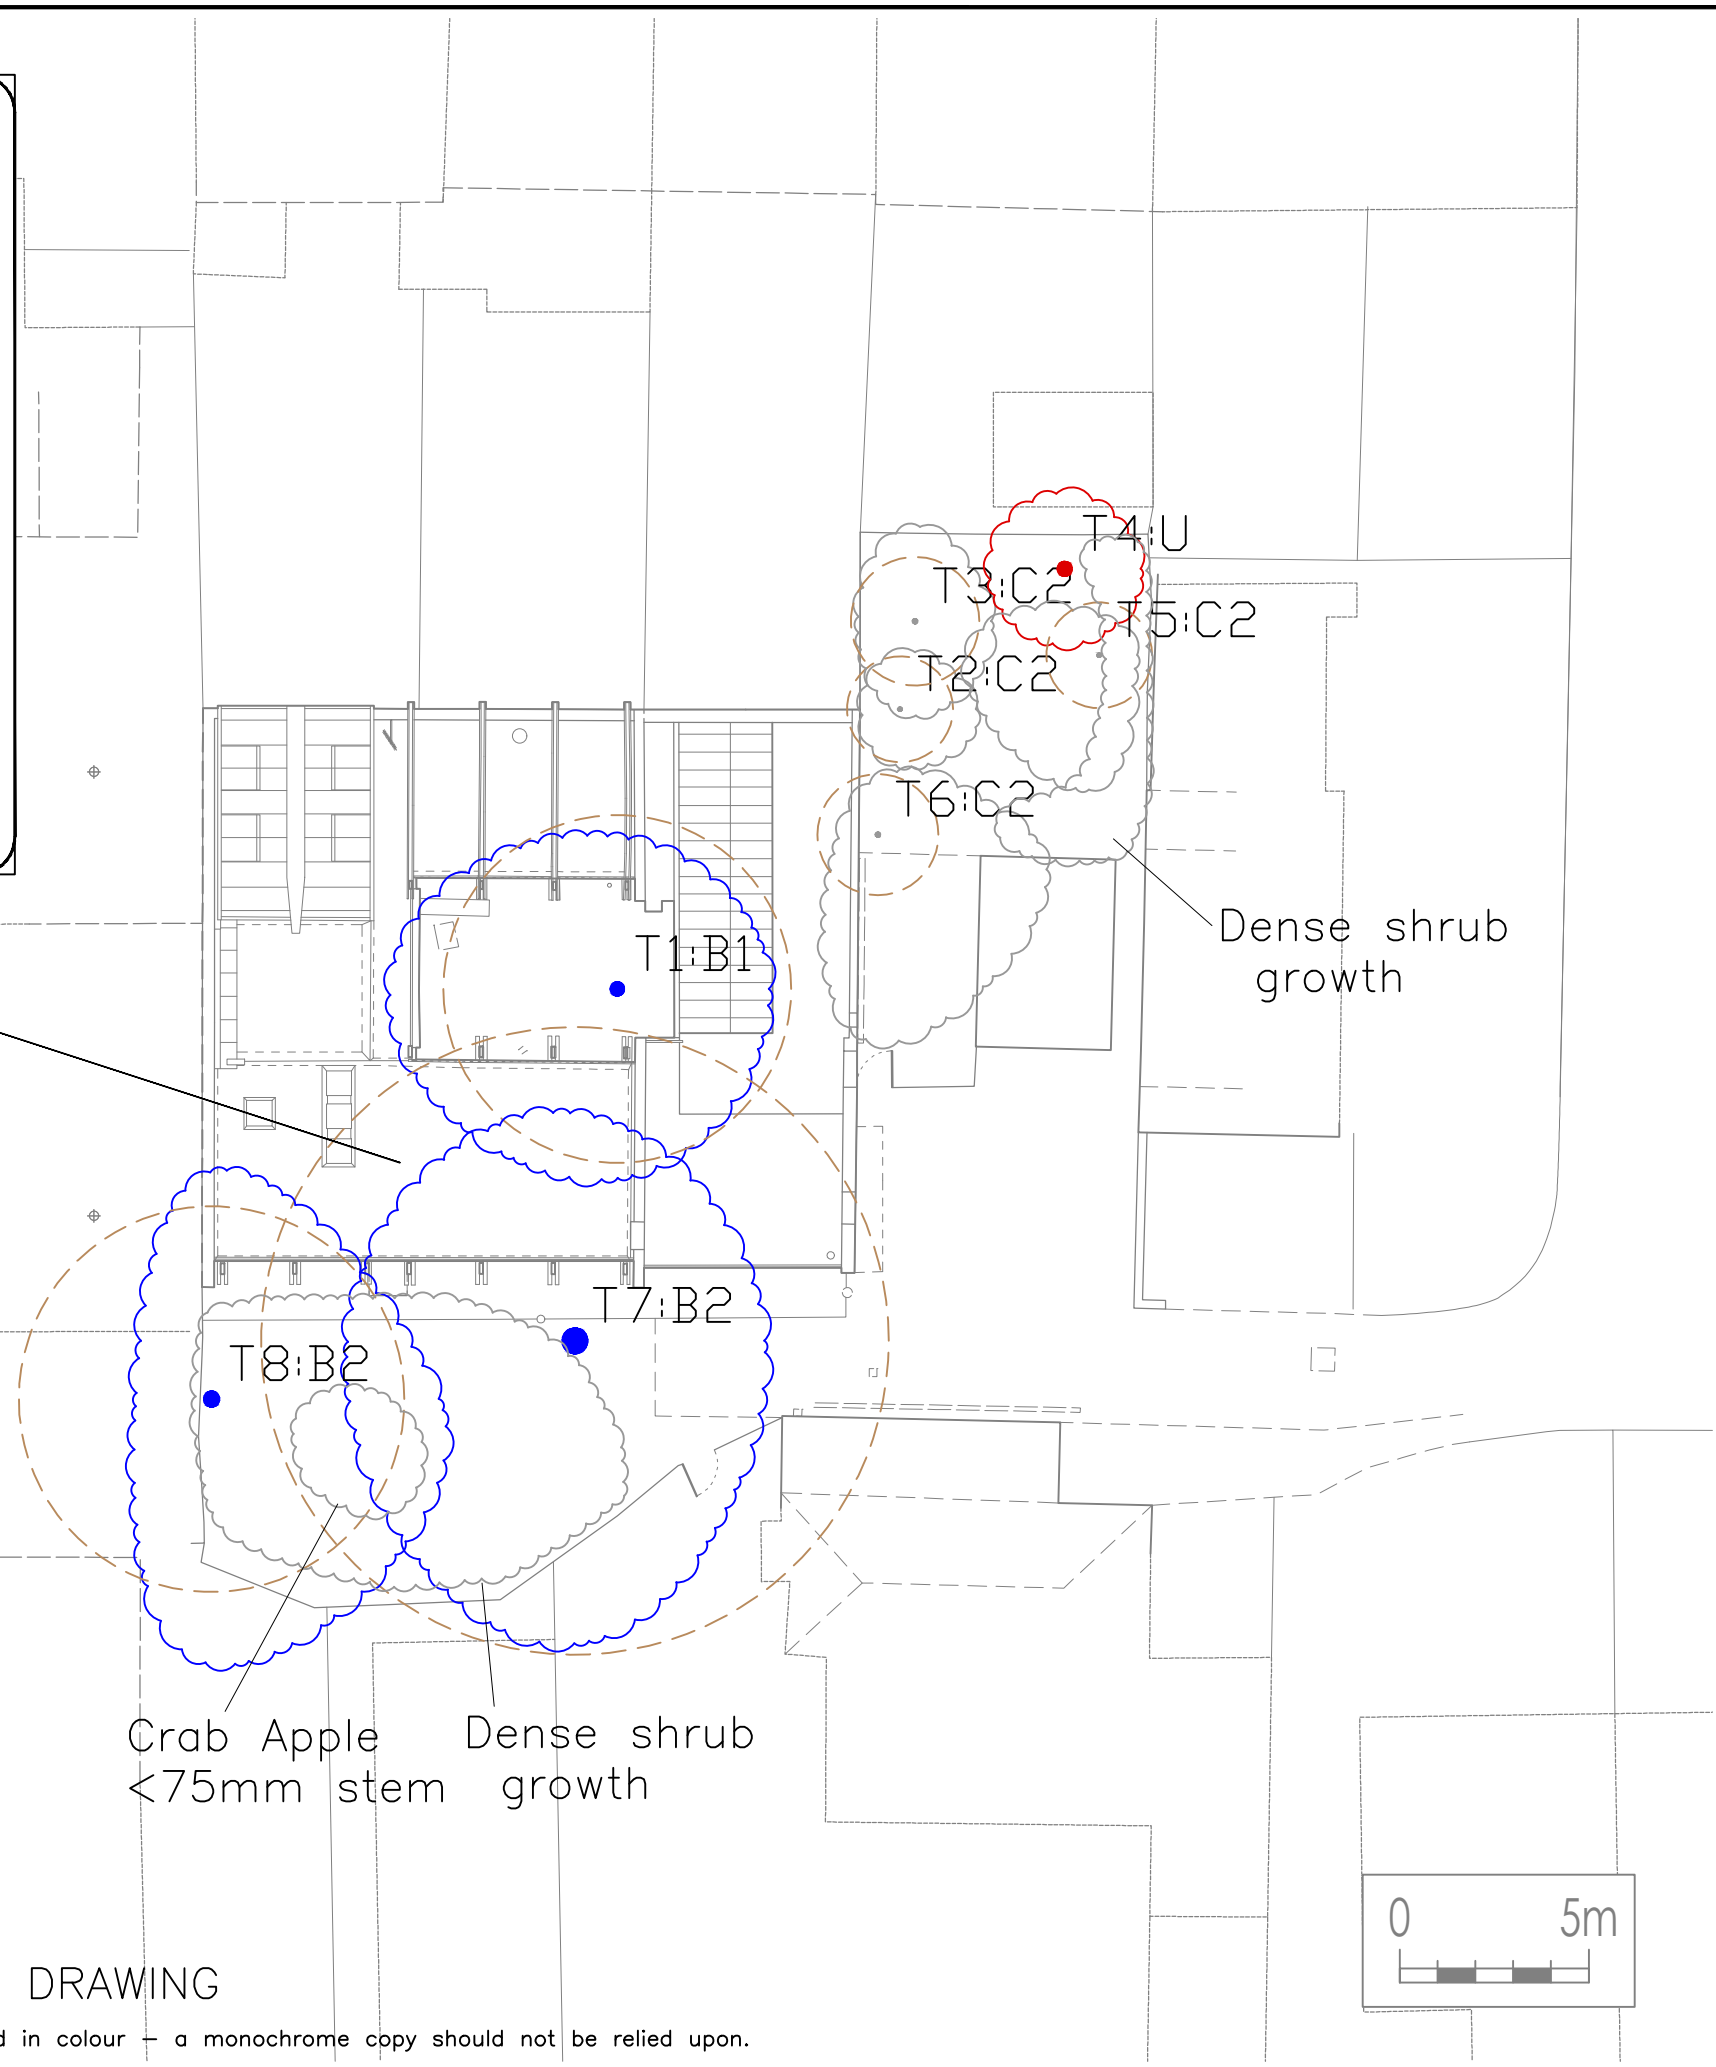 T4:U
T3:C2
T5:C2
T2:C2
T6:C2
Dense shrub
growth
T1:B1
T7:B2
T8:B2
Crab Apple
<75mm stem
Dense shrub
growth
0 5m
DRAWING
in colour – a monochrome copy should not be relied upon.